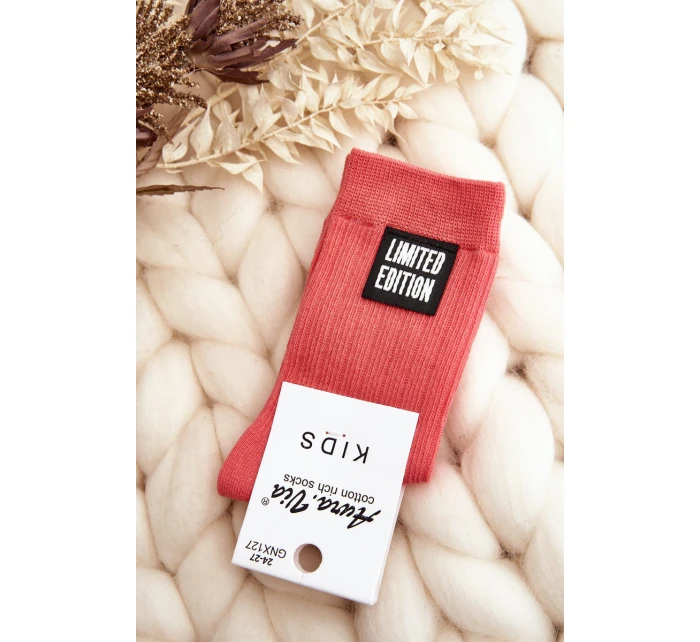 LIMITED
EDITION
KIDS
Aura.Via®
cotton rich socks
GNX127
24-27